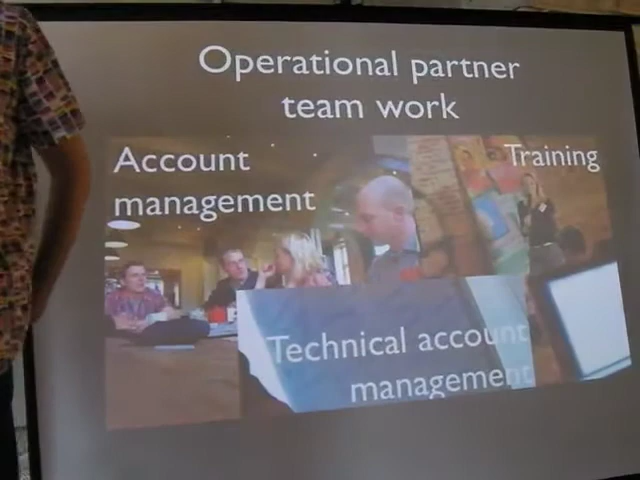 Operational partner
team work
Account
management
Training
Technical account
management